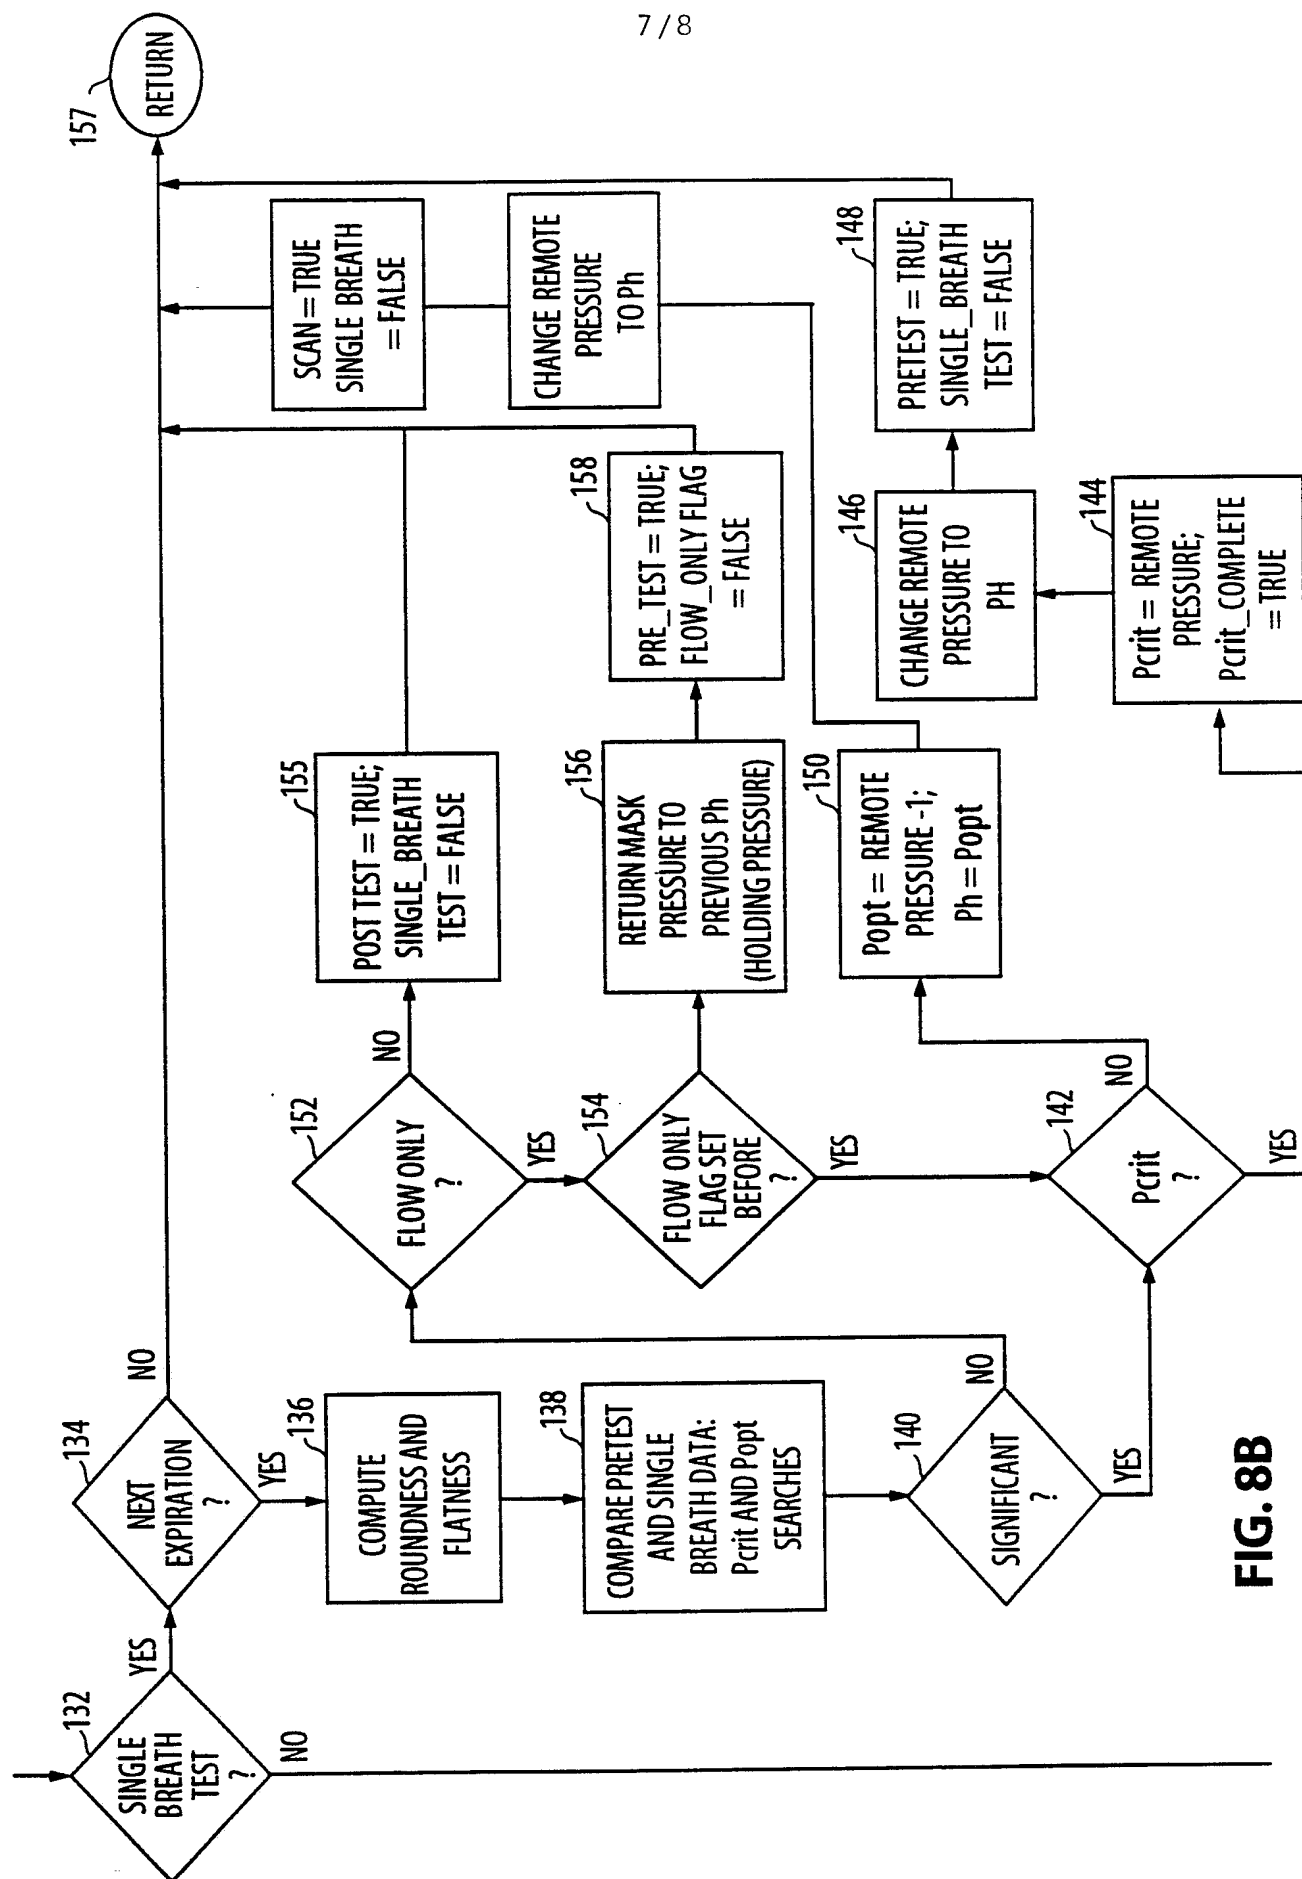 7/8
132
SINGLE
BREATH
TEST
?
YES
NO
134
NEXT
EXPIRATION
?
NO
YES
157
RETURN
136
COMPUTE
ROUNDNESS AND
FLATNESS
138
COMPARE PRETEST
AND SINGLE
BREATH DATA:
Pcrit AND Popt
SEARCHES
140
SIGNIFICANT
?
NO
YES
152
FLOW ONLY
?
NO
YES
155
POST TEST = TRUE;
SINGLE_BREATH
TEST = FALSE
154
FLOW ONLY
FLAG SET
BEFORE
?
YES
156
RETURN MASK
PRESSURE TO
PREVIOUS Ph
(HOLDING PRESSURE)
158
PRE_TEST = TRUE;
FLOW_ONLY FLAG
= FALSE
SCAN = TRUE
SINGLE BREATH
= FALSE
CHANGE REMOTE
PRESSURE
TO Ph
142
Pcrit
?
NO
YES
150
Popt = REMOTE
PRESSURE -1;
Ph = Popt
146
CHANGE REMOTE
PRESSURE TO
PH
148
PRETEST = TRUE;
SINGLE_BREATH
TEST = FALSE
144
Pcrit = REMOTE
PRESSURE;
Pcrit_COMPLETE
= TRUE
FIG. 8B